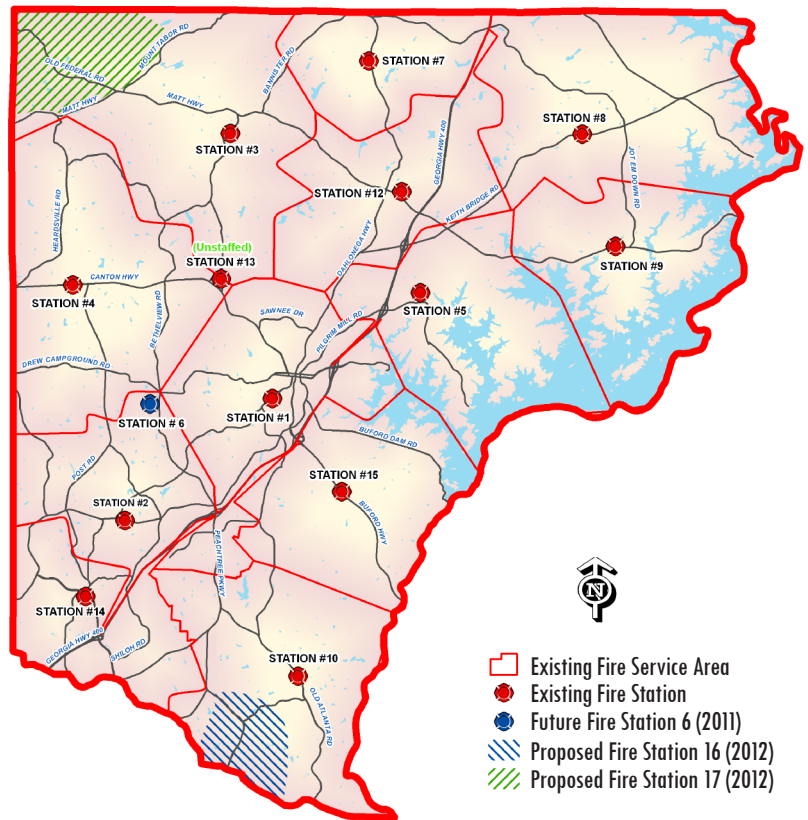 MOUNT TABOR RD
BANNISTER RD
STATION #7
OLD FEDERAL RD
MATT HWY
MATT HWY
GEORGIA HWY 400
STATION #8
STATION #3
JOT EM DOWN RD
STATION #12
KEITH BRIDGE RD
HEARDSVILLE RD
DAHLONEGA HWY
(Unstaffed)
STATION #13
STATION #9
CANTON HWY
STATION #4
STATION #5
BETHELVIEW RD
SAWNEE DR
PILGRIM MILL RD
DREW CAMPGROUND RD
STATION #1
STATION # 6
BUFORD DAM RD
POST RD
STATION #15
STATION #2
BUFORD HWY
PEACHTREE PKWY
STATION #14
GEORGIA HWY 400
SHILOH RD
STATION #10
OLD ATLANTA RD
N
Existing Fire Service Area
Existing Fire Station
Future Fire Station 6 (2011)
Proposed Fire Station 16 (2012)
Proposed Fire Station 17 (2012)